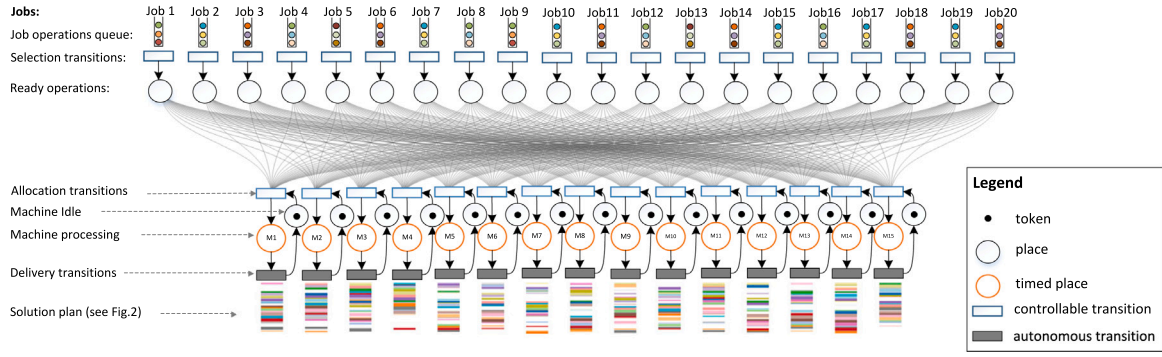 Jobs: Job 1 Job 2 Job 3 Job 4 Job 5 Job 6 Job 7 Job 8 Job 9 Job10 Job11 Job12 Job13 Job14 Job15 Job16 Job17 Job18 Job19 Job20
Job operations queue:
Selection transitions:
Ready operations:
Allocation transitions
Machine Idle
Machine processing
M1 M2 M3 M4 M5 M6 M7 M8 M9 M10 M11 M12 M13 M14 M15
Delivery transitions
Solution plan (see Fig.2)
Legend
token
place
timed place
controllable transition
autonomous transition